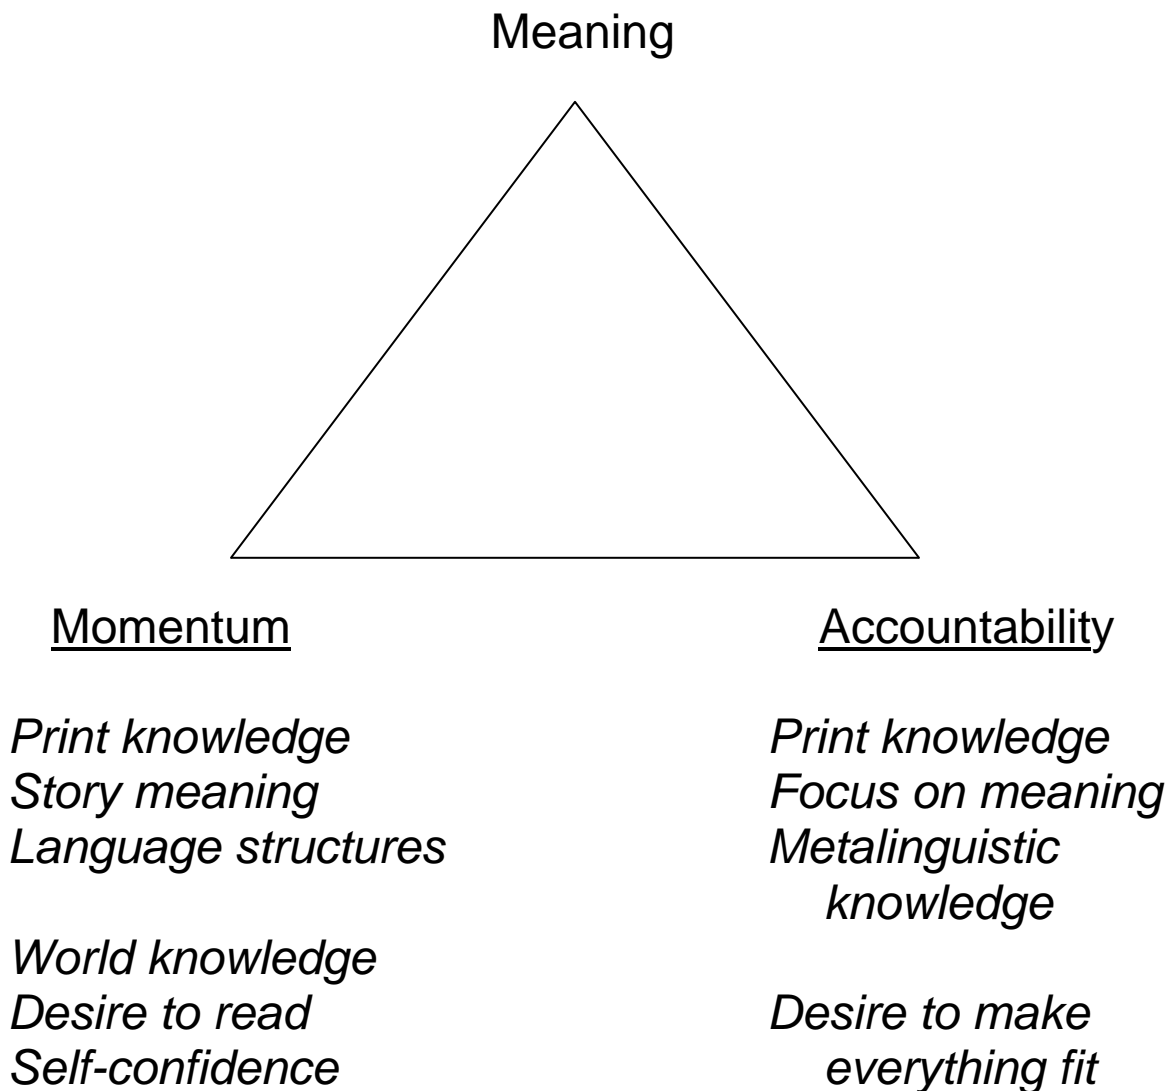 Meaning
Momentum
Print knowledge
Story meaning
Language structures
World knowledge
Desire to read
Self-confidence
Accountability
Print knowledge
Focus on meaning
Metalinguistic
knowledge
Desire to make
everything fit